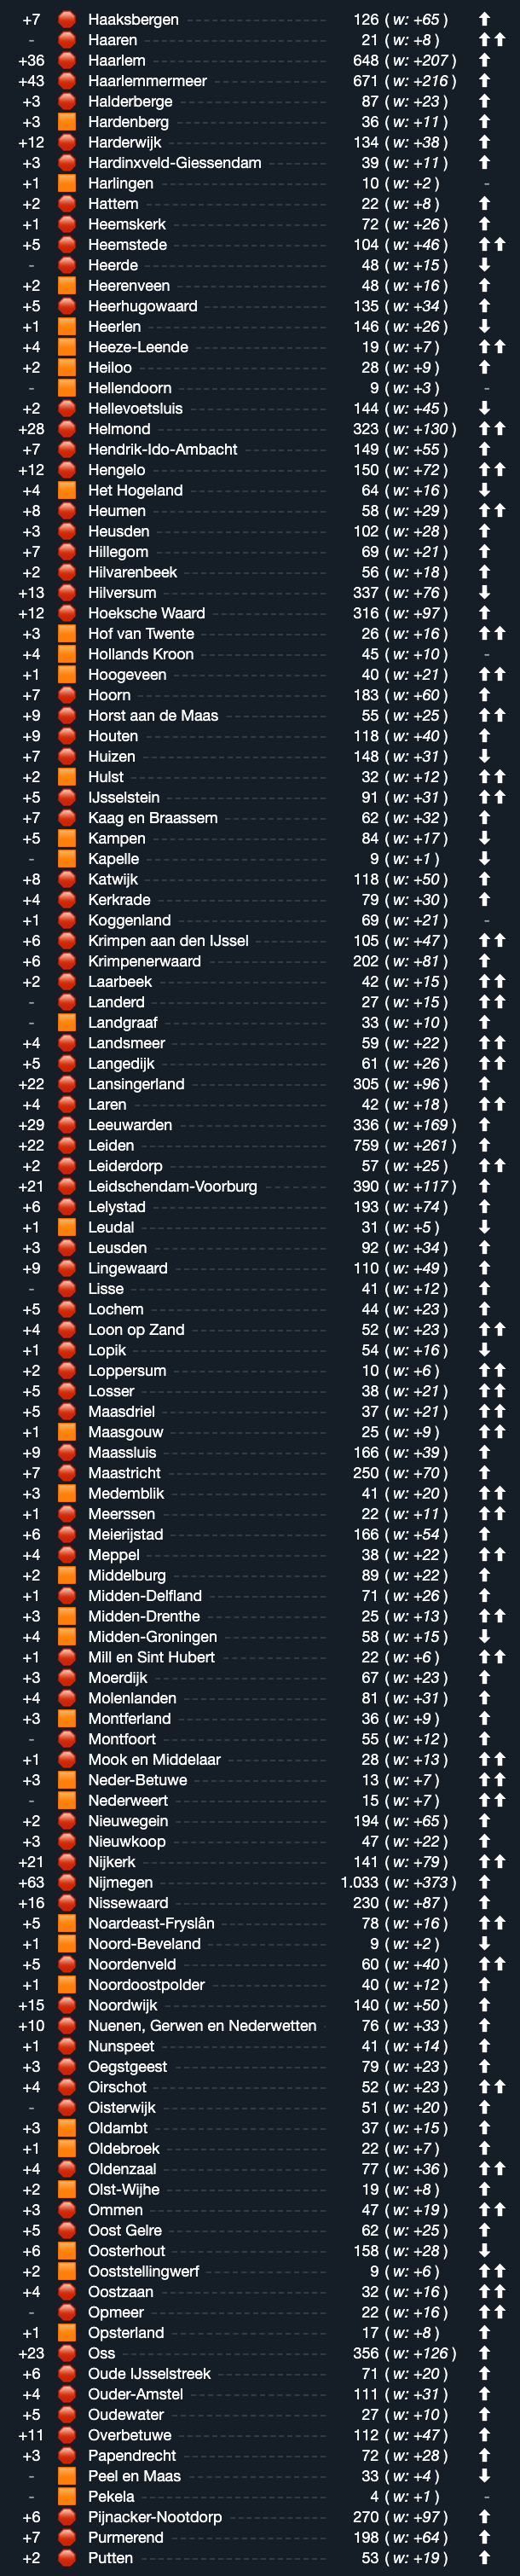 +7 Haaksbergen 126 ( w: +65 )
- Haaren 21 ( w: +8 )
+36 Haarlem 648 ( w: +207 )
+43 Haarlemmermeer 671 ( w: +216 )
+3 Halderberge 87 ( w: +23 )
+3 Hardenberg 36 ( w: +11 )
+12 Harderwijk 134 ( w: +38 )
+3 Hardinxveld-Giessendam 39 ( w: +11 )
+1 Harlingen 10 ( w: +2 ) -
+2 Hattem 22 ( w: +8 )
+1 Heemskerk 72 ( w: +26 )
+5 Heemstede 104 ( w: +46 )
- Heerde 48 ( w: +15 )
+2 Heerenveen 48 ( w: +16 )
+5 Heerhugowaard 135 ( w: +34 )
+1 Heerlen 146 ( w: +26 )
+4 Heeze-Leende 19 ( w: +7 )
+2 Heiloo 28 ( w: +9 )
- Hellendoorn 9 ( w: +3 ) -
+2 Hellevoetsluis 144 ( w: +45 )
+28 Helmond 323 ( w: +130 )
+7 Hendrik-Ido-Ambacht 149 ( w: +55 )
+12 Hengelo 150 ( w: +72 )
+4 Het Hogeland 64 ( w: +16 )
+8 Heumen 58 ( w: +29 )
+3 Heusden 102 ( w: +28 )
+7 Hillegom 69 ( w: +21 )
+2 Hilvarenbeek 56 ( w: +18 )
+13 Hilversum 337 ( w: +76 )
+12 Hoeksche Waard 316 ( w: +97 )
+3 Hof van Twente 26 ( w: +16 )
+4 Hollands Kroon 45 ( w: +10 ) -
+1 Hoogeveen 40 ( w: +21 )
+7 Hoorn 183 ( w: +60 )
+9 Horst aan de Maas 55 ( w: +25 )
+9 Houten 118 ( w: +40 )
+7 Huizen 148 ( w: +31 )
+2 Hulst 32 ( w: +12 )
+5 IJsselstein 91 ( w: +31 )
+7 Kaag en Braassem 62 ( w: +32 )
+5 Kampen 84 ( w: +17 )
- Kapelle 9 ( w: +1 )
+8 Katwijk 118 ( w: +50 )
+4 Kerkrade 79 ( w: +30 )
+1 Koggenland 69 ( w: +21 ) -
+6 Krimpen aan den IJssel 105 ( w: +47 )
+6 Krimpenerwaard 202 ( w: +81 )
+2 Laarbeek 42 ( w: +15 )
- Landerd 27 ( w: +15 )
- Landgraaf 33 ( w: +10 )
+4 Landsmeer 59 ( w: +22 )
+5 Langedijk 61 ( w: +26 )
+22 Lansingerland 305 ( w: +96 )
+4 Laren 42 ( w: +18 )
+29 Leeuwarden 336 ( w: +169 )
+22 Leiden 759 ( w: +261 )
+2 Leiderdorp 57 ( w: +25 )
+21 Leidschendam-Voorburg 390 ( w: +117 )
+6 Lelystad 193 ( w: +74 )
+1 Leudal 31 ( w: +5 )
+3 Leusden 92 ( w: +34 )
+9 Lingewaard 110 ( w: +49 )
- Lisse 41 ( w: +12 )
+5 Lochem 44 ( w: +23 )
+4 Loon op Zand 52 ( w: +23 )
+1 Lopik 54 ( w: +16 )
+2 Loppersum 10 ( w: +6 )
+5 Losser 38 ( w: +21 )
+5 Maasdriel 37 ( w: +21 )
+1 Maasgouw 25 ( w: +9 )
+9 Maassluis 166 ( w: +39 )
+7 Maastricht 250 ( w: +70 )
+3 Medemblik 41 ( w: +20 )
+1 Meerssen 22 ( w: +11 )
+6 Meierijstad 166 ( w: +54 )
+4 Meppel 38 ( w: +22 )
+2 Middelburg 89 ( w: +22 )
+1 Midden-Delfland 71 ( w: +26 )
+3 Midden-Drenthe 25 ( w: +13 )
+4 Midden-Groningen 58 ( w: +15 )
+1 Mill en Sint Hubert 22 ( w: +6 )
+3 Moerdijk 67 ( w: +23 )
+4 Molenlanden 81 ( w: +31 )
+3 Montferland 36 ( w: +9 )
- Montfoort 55 ( w: +12 )
+1 Mook en Middelaar 28 ( w: +13 )
+3 Neder-Betuwe 13 ( w: +7 )
- Nederweert 15 ( w: +7 )
+2 Nieuwegein 194 ( w: +65 )
+3 Nieuwkoop 47 ( w: +22 )
+21 Nijkerk 141 ( w: +79 )
+63 Nijmegen 1.033 ( w: +373 )
+16 Nissewaard 230 ( w: +87 )
+5 Noardeast-Fryslân 78 ( w: +16 )
+1 Noord-Beveland 9 ( w: +2 )
+5 Noordenveld 60 ( w: +40 )
+1 Noordoostpolder 40 ( w: +12 )
+15 Noordwijk 140 ( w: +50 )
+10 Nuenen, Gerwen en Nederwetten 76 ( w: +33 )
+1 Nunspeet 41 ( w: +14 )
+3 Oegstgeest 79 ( w: +23 )
+4 Oirschot 52 ( w: +23 )
- Oisterwijk 51 ( w: +20 )
+3 Oldambt 37 ( w: +15 )
+1 Oldebroek 22 ( w: +7 )
+4 Oldenzaal 77 ( w: +36 )
+2 Olst-Wijhe 19 ( w: +8 )
+3 Ommen 47 ( w: +19 )
+5 Oost Gelre 62 ( w: +25 )
+6 Oosterhout 158 ( w: +28 )
+2 Ooststellingwerf 9 ( w: +6 )
+4 Oostzaan 32 ( w: +16 )
- Opmeer 22 ( w: +16 )
+1 Opsterland 17 ( w: +8 )
+23 Oss 356 ( w: +126 )
+6 Oude IJsselstreek 71 ( w: +20 )
+4 Ouder-Amstel 111 ( w: +31 )
+5 Oudewater 27 ( w: +10 )
+11 Overbetuwe 112 ( w: +47 )
+3 Papendrecht 72 ( w: +28 )
- Peel en Maas 33 ( w: +4 )
- Pekela 4 ( w: +1 ) -
+6 Pijnacker-Nootdorp 270 ( w: +97 )
+7 Purmerend 198 ( w: +64 )
+2 Putten 53 ( w: +19 )